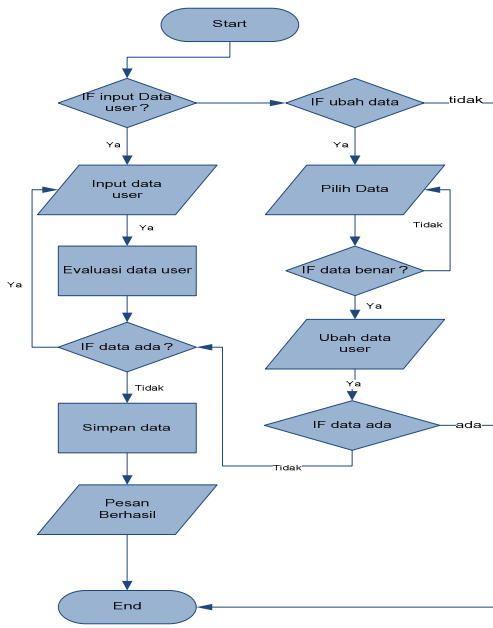 Start
IF input Data
user ?
IF ubah data
tidak
Ya
Ya
Input data
user
Pilih Data
Tidak
Ya
Evaluasi data user
IF data benar ?
Ya
Ya
IF data ada ?
Ubah data
user
Tidak
Ya
Simpan data
IF data ada
ada
Tidak
Pesan
Berhasil
End